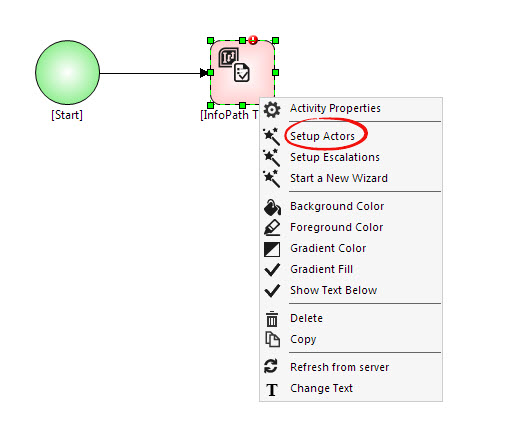 [Start]
[InfoPath T
Activity Properties
Setup Actors
Setup Escalations
Start a New Wizard
Background Color
Foreground Color
Gradient Color
Gradient Fill
Show Text Below
Delete
Copy
Refresh from server
T Change Text